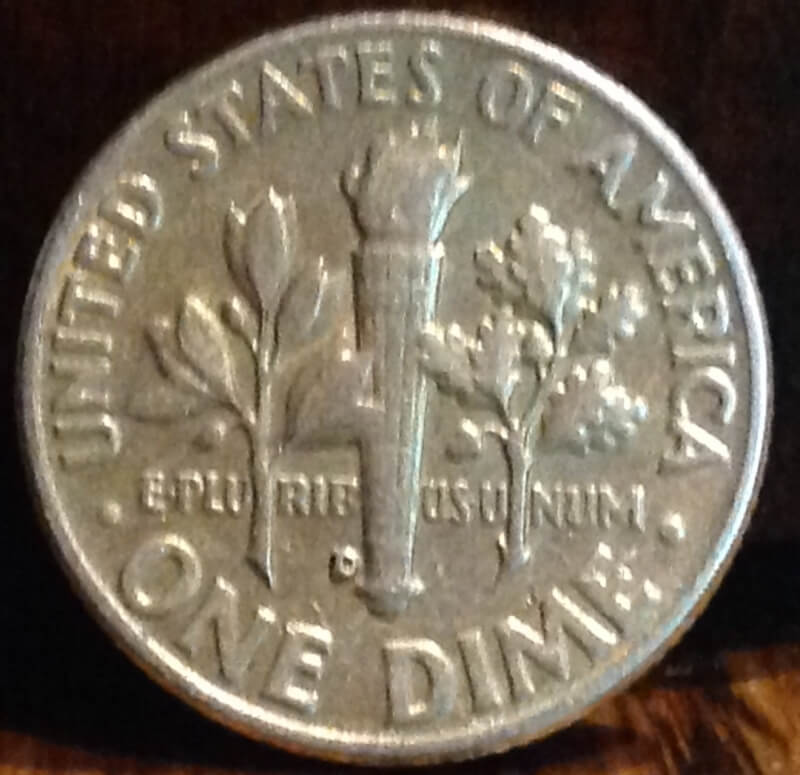 UNITED STATES OF AMERICA
E·PLURIBUS·UNUM
D
ONE DIME